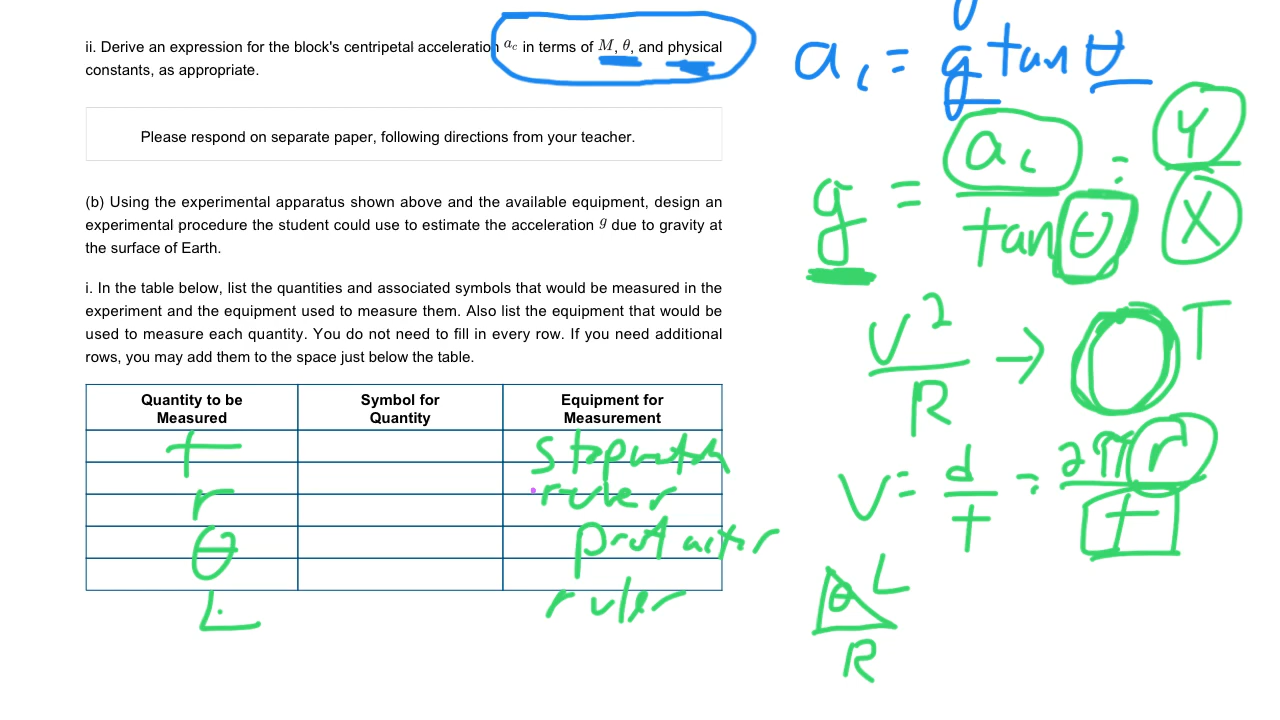 ii. Derive an expression for the block's centripetal acceleration a_c in terms of M, θ, and physical
constants, as appropriate.
Please respond on separate paper, following directions from your teacher.
(b) Using the experimental apparatus shown above and the available equipment, design an
experimental procedure the student could use to estimate the acceleration g due to gravity at
the surface of Earth.
i. In the table below, list the quantities and associated symbols that would be measured in the
experiment and the equipment used to measure them. Also list the equipment that would be
used to measure each quantity. You do not need to fill in every row. If you need additional
rows, you may add them to the space just below the table.
Quantity to be
Measured
Symbol for
Quantity
Equipment for
Measurement
t stopwatch
r ruler
θ protactor
L ruler
a_c = g tan θ
g = a_c / tan θ = Y / X
v² / R → T
V = d / t = 2πr / t
θ L
R